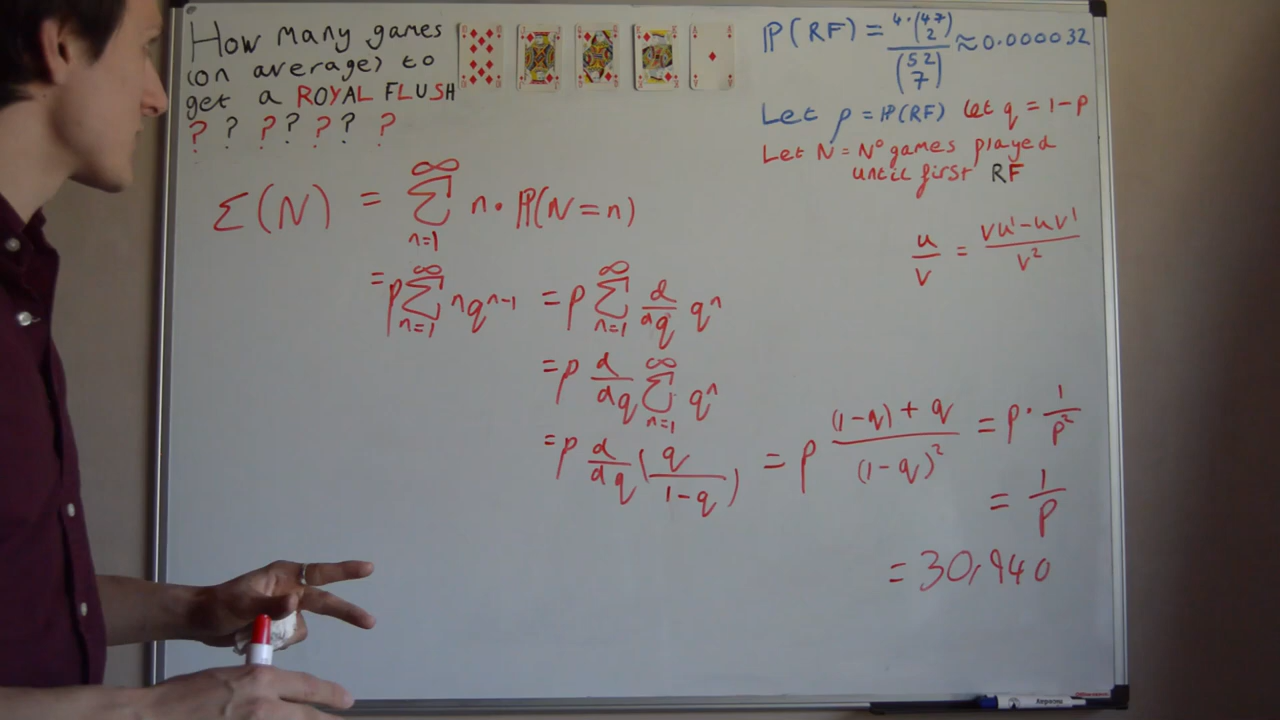 How many games
(on average) to
get a ROYAL FLUSH
? ? ? ? ? ? ?
P(RF) = 4·(47 2) / (52 7) ≈ 0.000032
Let p = P(RF) let q = 1-p
Let N = Nº games played
until first RF
u/v = (vu' - uv') / v²
Σ(N) = ∞ Σ n=1 n·P(N=n)
= p ∞ Σ n=1 nq^n-1 = p ∞ Σ n=1 d/dq q^n
= p d/dq ∞ Σ n=1 q^n
= p d/dq (q/1-q) = p (1-q)+q / (1-q)² = p · 1/p²
= 1/p
= 30,940